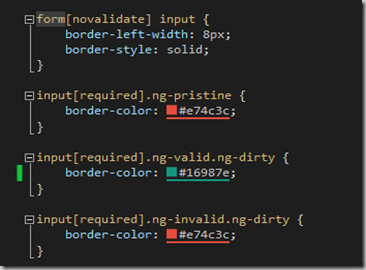 form[novalidate] input {
border-left-width: 8px;
border-style: solid;
}
input[required].ng-pristine {
border-color: #e74c3c;
}
input[required].ng-valid.ng-dirty {
border-color: #16987e;
}
input[required].ng-invalid.ng-dirty {
border-color: #e74c3c;
}